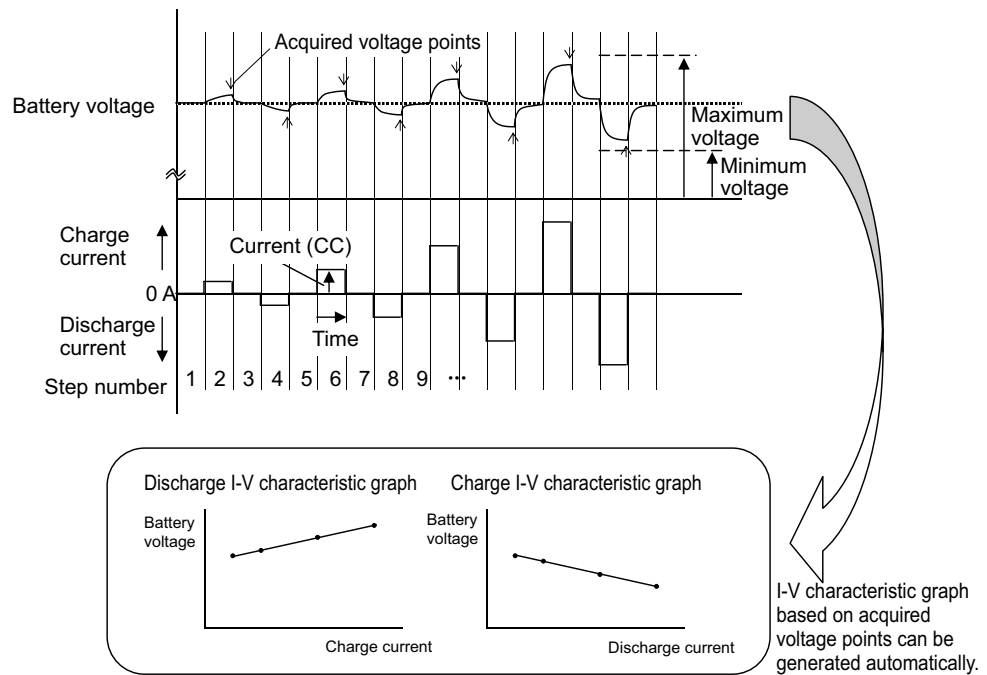 Acquired voltage points
Battery voltage
Maximum
voltage
Minimum
voltage
Charge
current
Current (CC)
0 A
Discharge
current
Time
Step number
1 2 3 4 5 6 7 8 9 ...
Discharge I-V characteristic graph
Charge I-V characteristic graph
Battery
voltage
Charge current
Battery
voltage
Discharge current
I-V characteristic graph
based on acquired
voltage points can be
generated automatically.